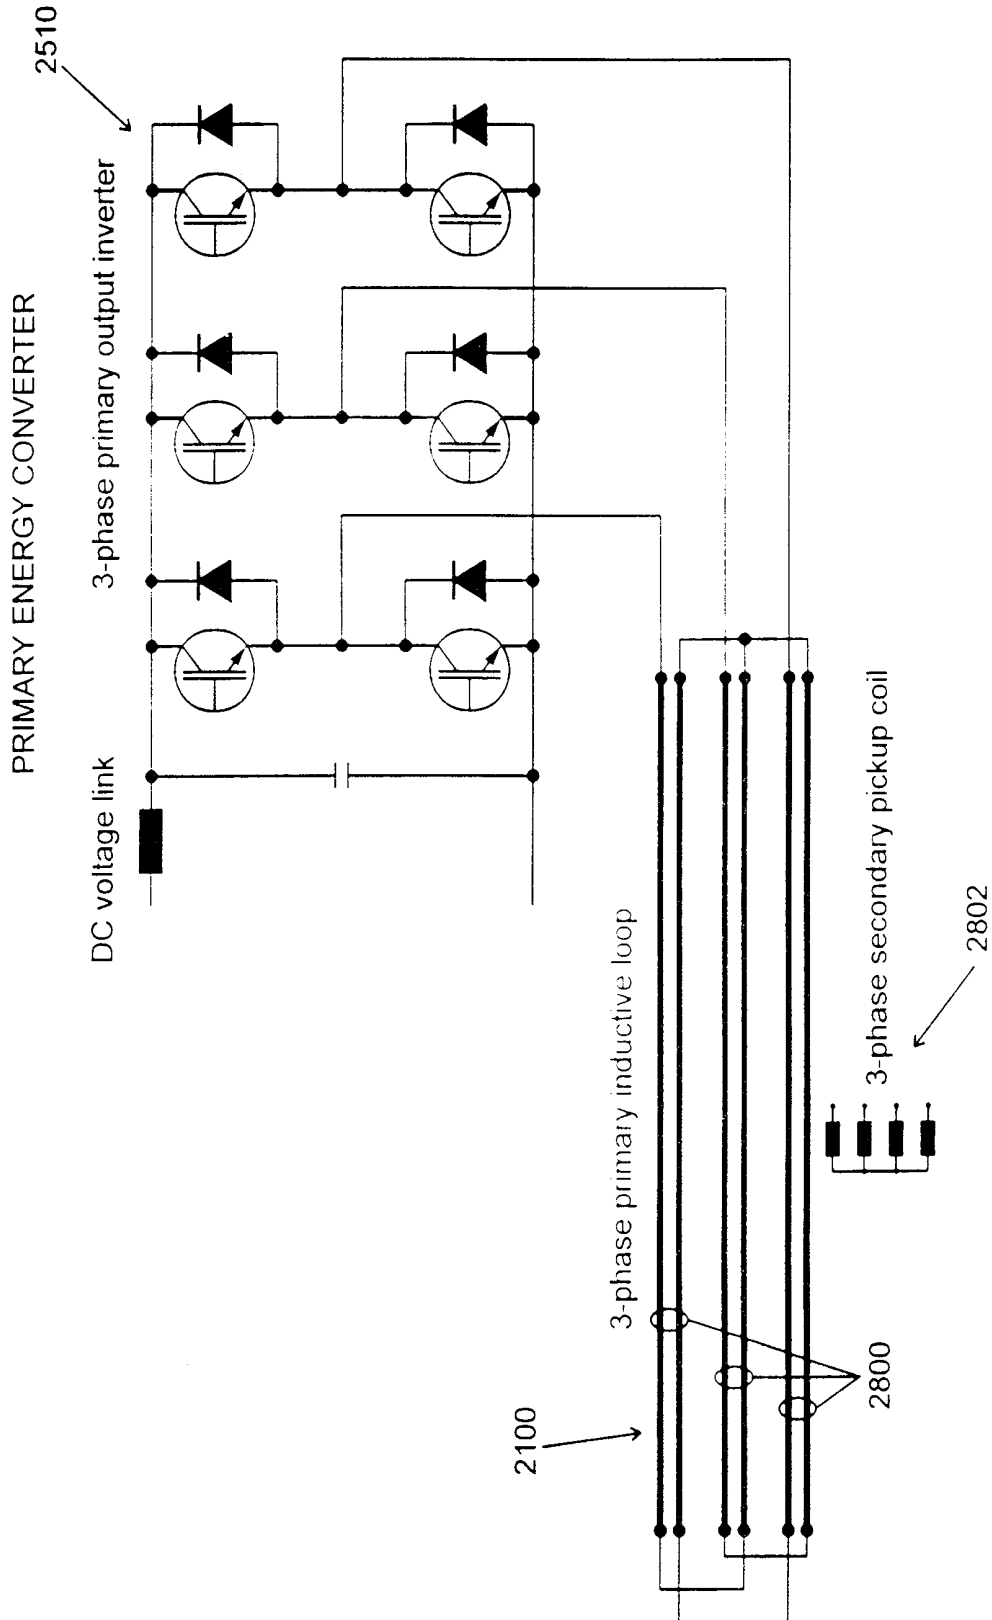 PRIMARY ENERGY CONVERTER
2510
3-phase primary output inverter
DC voltage link
3-phase primary inductive loop
2100
2800
3-phase secondary pickup coil
2802